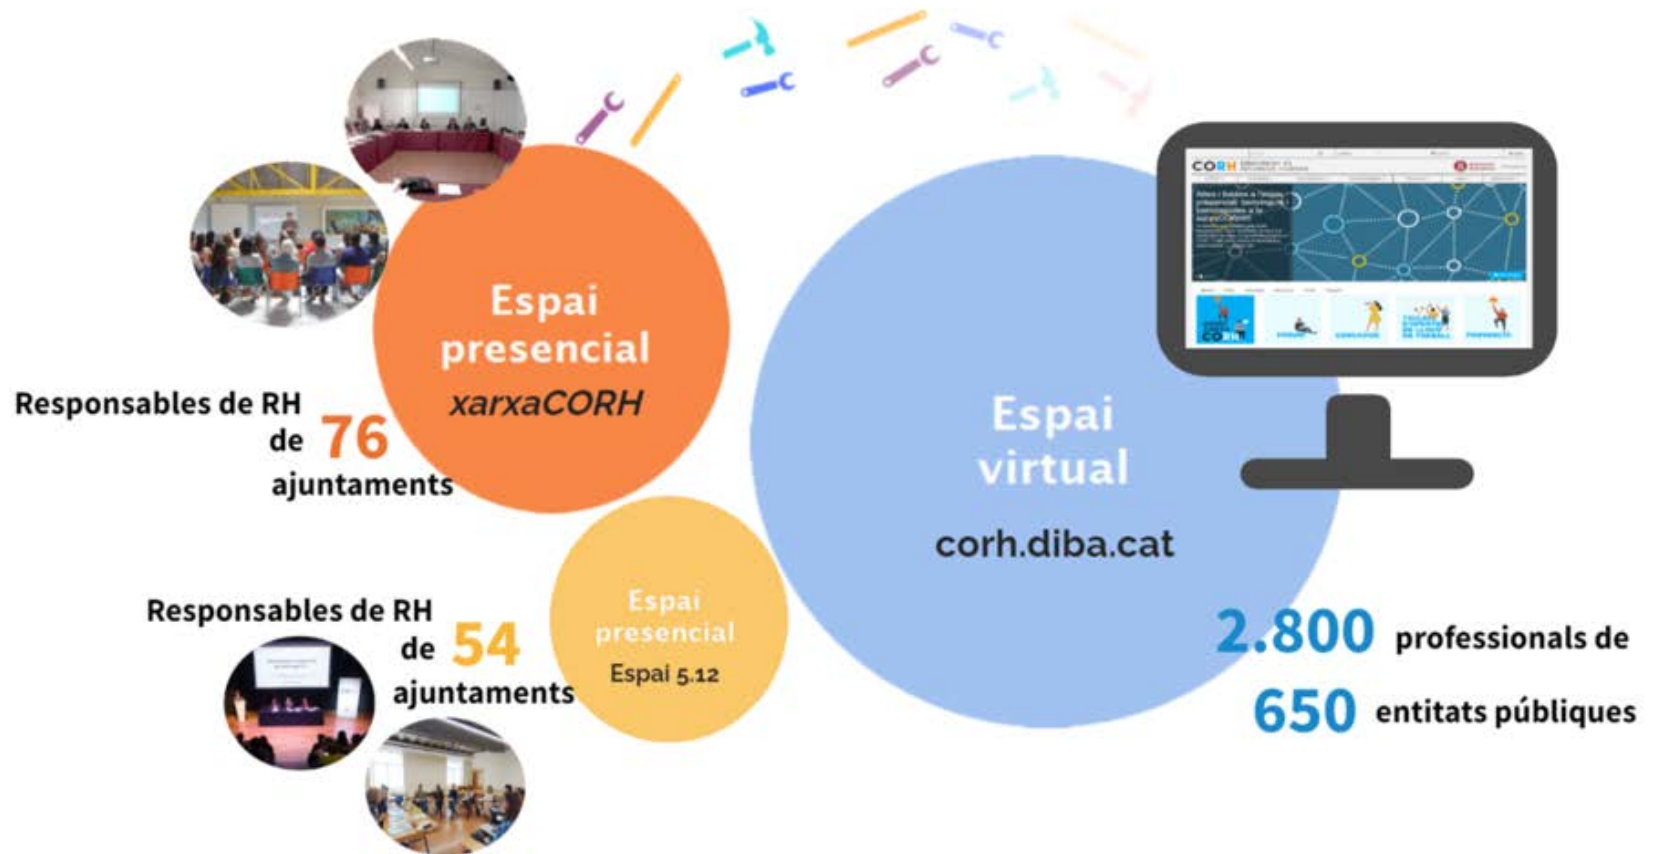 Espai
presencial
xarxaCORH
Responsables de RH
de 76
ajuntaments
Espai
presencial
Espai 5.12
Responsables de RH
de 54
ajuntaments
Espai
virtual
corh.diba.cat
CORH
2.800 professionals de
650 entitats públiques